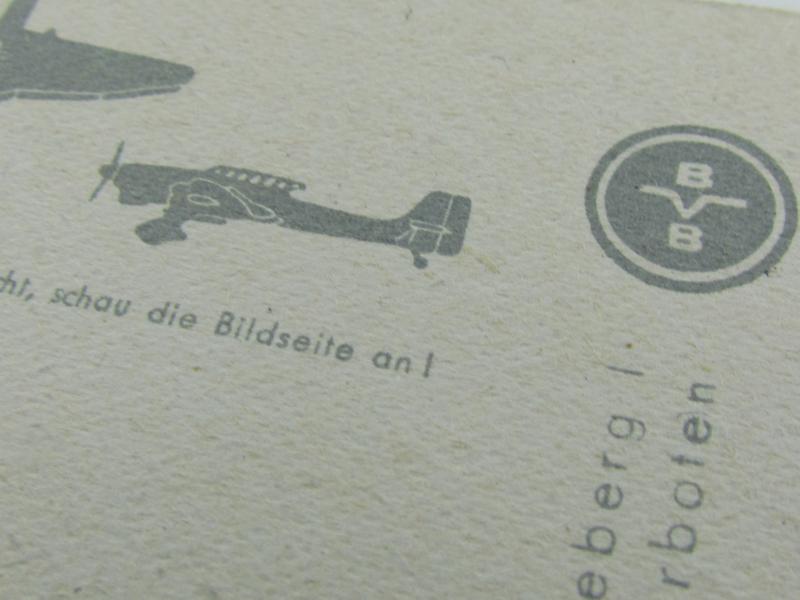 B
B
ht, schau die Bildseite an!
eberg /
rboten